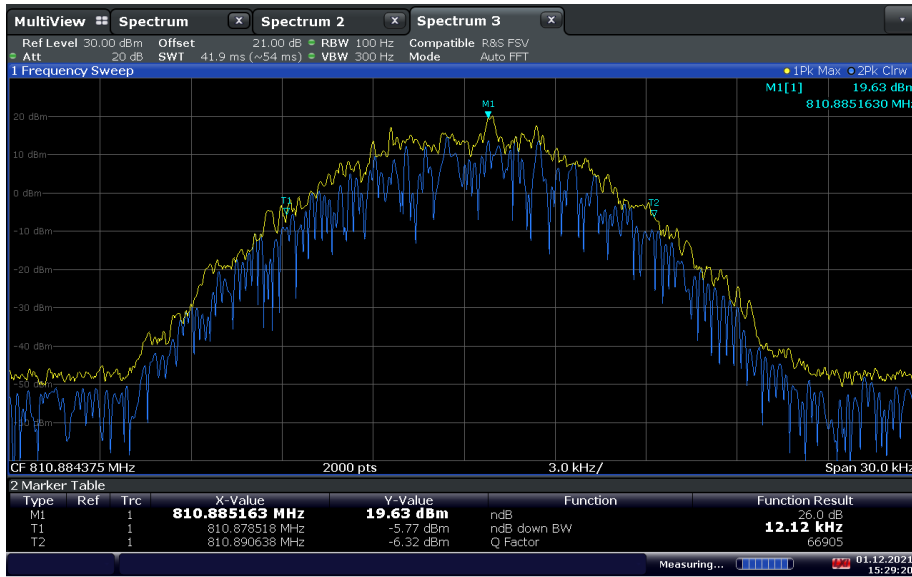 MultiView Spectrum x Spectrum 2 x Spectrum 3 x
Ref Level 30.00 dBm Offset 21.00 dB RBW 100 Hz Compatible R&S FSV
Att 20 dB SWT 41.9 ms (~54 ms) VBW 300 Hz Mode Auto FFT
1 Frequency Sweep 1Pk Max 2Pk Clrw
M1[1] 19.63 dBm
810.8851630 MHz
M1
20 dBm
10 dBm
0 dBm
T1
T2
-10 dBm
-20 dBm
-30 dBm
-40 dBm
-50 dBm
CF 810.884375 MHz 2000 pts 3.0 kHz/ Span 30.0 kHz
2 Marker Table
Type Ref Trc X-Value Y-Value Function Function Result
M1 1 810.885163 MHz 19.63 dBm ndB 26.0 dB
T1 1 810.878518 MHz -5.77 dBm ndB down BW 12.12 kHz
T2 1 810.890638 MHz -6.32 dBm Q Factor 66905
Measuring... 01.12.2021
15:29:20